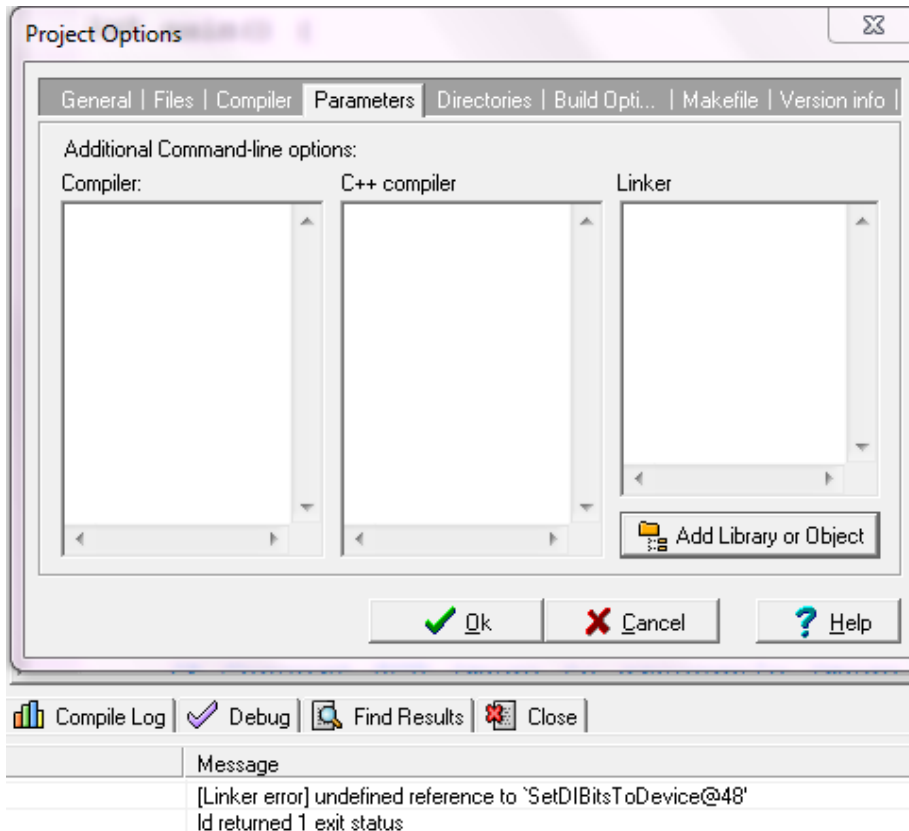 Project Options
General | Files | Compiler | Parameters | Directories | Build Opti... | Makefile | Version info |
Additional Command-line options:
Compiler: C++ compiler Linker
Add Library or Object
Ok Cancel Help
Compile Log Debug Find Results Close
Message
[Linker error] undefined reference to `SetDIBitsToDevice@48'
ld returned 1 exit status